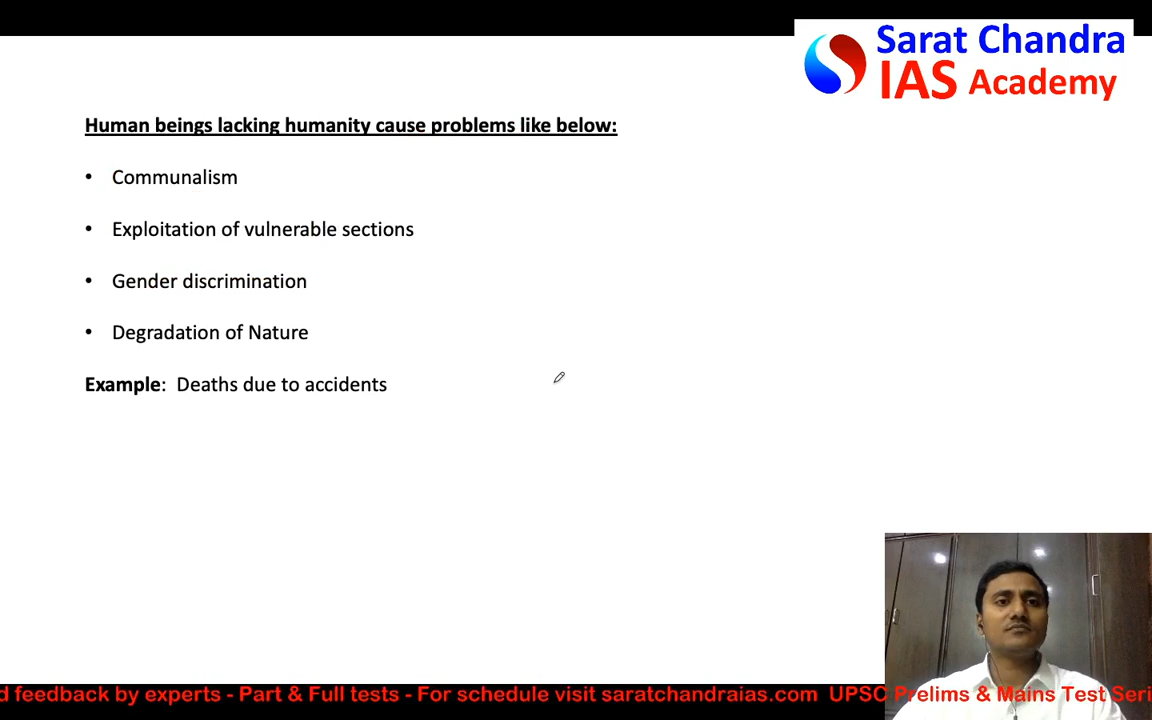 Sarat Chandra
IAS Academy
Human beings lacking humanity cause problems like below:
• Communalism
• Exploitation of vulnerable sections
• Gender discrimination
• Degradation of Nature
Example: Deaths due to accidents
d feedback by experts - Part & Full tests - For schedule visit saratchandraias.com UPSC Prelims & Mains Test Seri